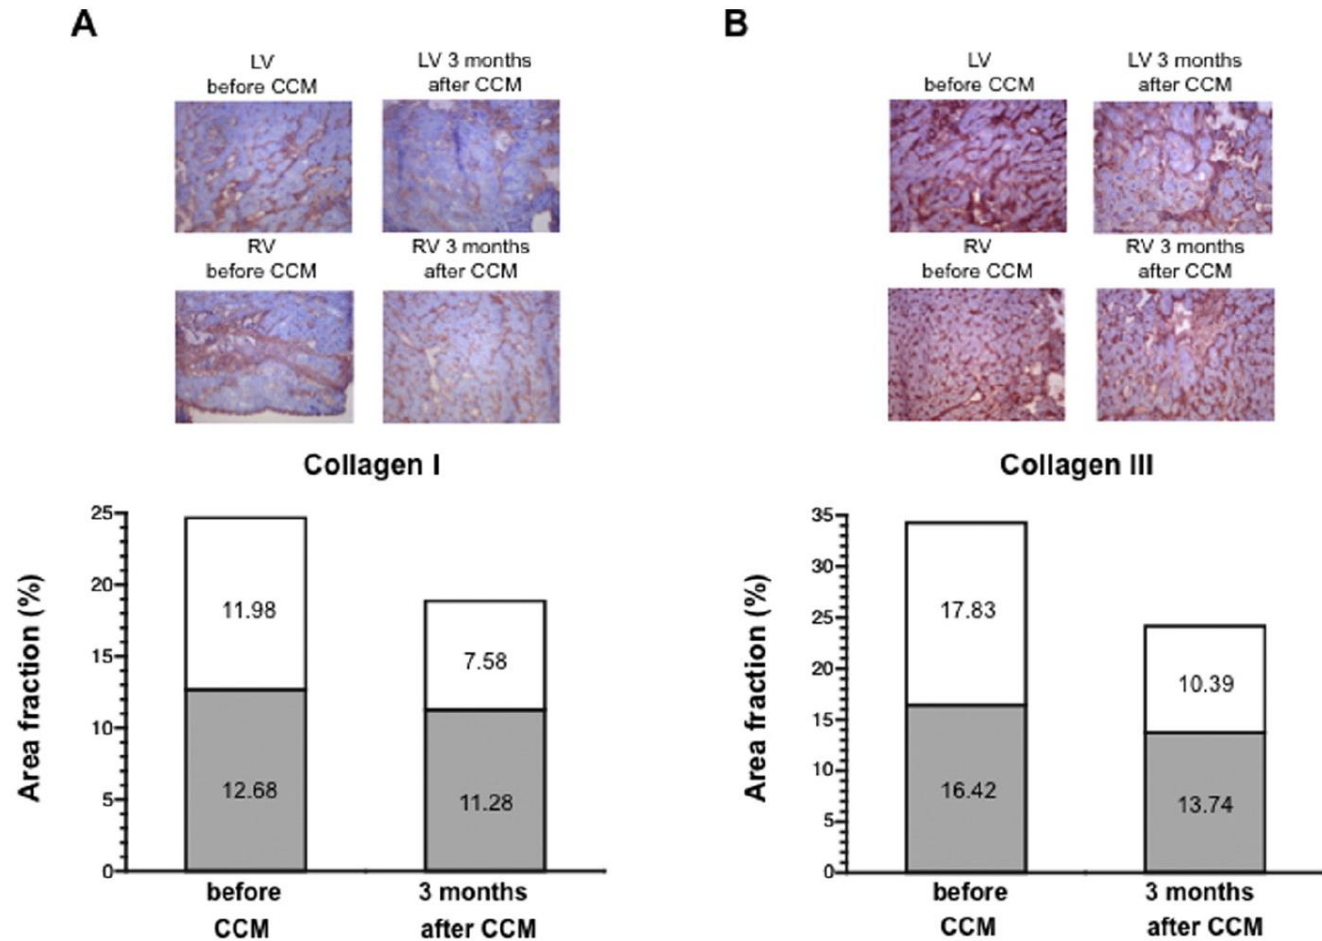 A
LV
before CCM
LV 3 months
after CCM
RV
before CCM
RV 3 months
after CCM
Collagen I
Area fraction (%)
25
20
15
10
5
0
11.98
12.68
7.58
11.28
before
CCM
3 months
after CCM
B
LV
before CCM
LV 3 months
after CCM
RV
before CCM
RV 3 months
after CCM
Collagen III
Area fraction (%)
35
30
25
20
15
10
5
0
17.83
16.42
10.39
13.74
before
CCM
3 months
after CCM